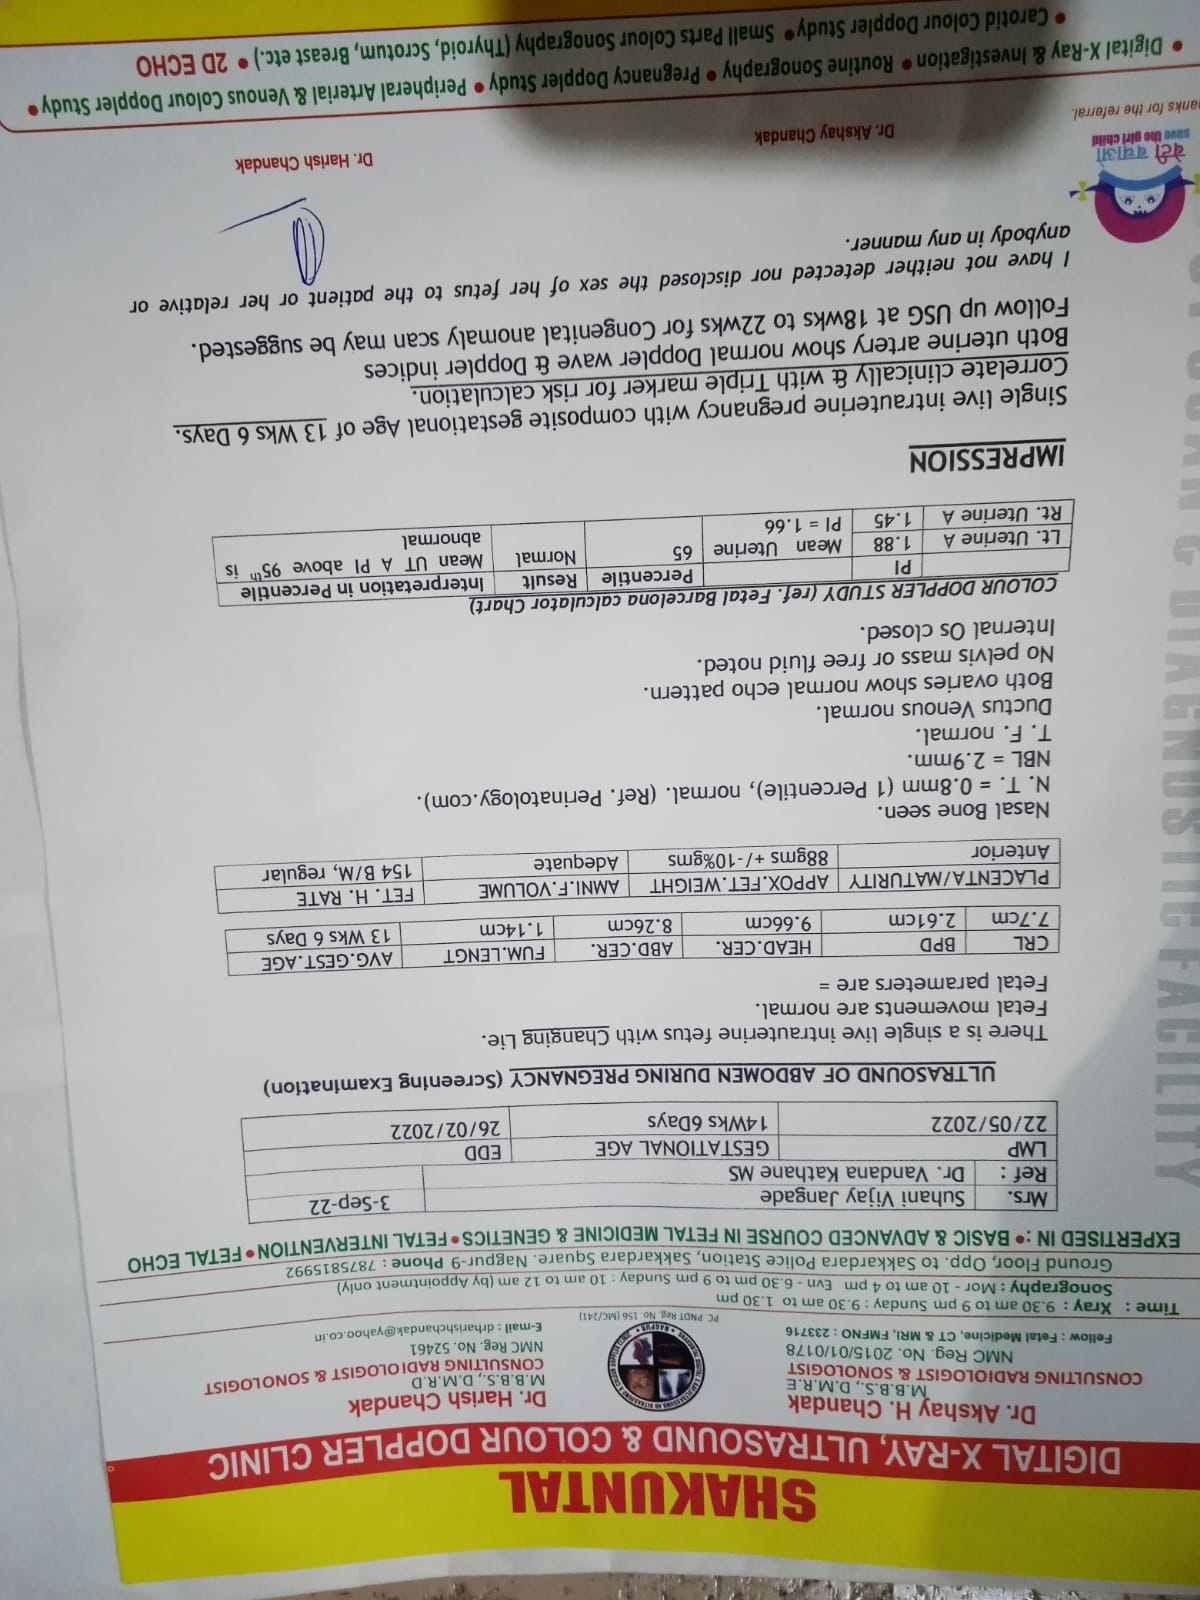 SHAKUNTAL
DIGITAL X-RAY, ULTRASOUND & COLOUR DOPPLER CLINIC
Dr. Akshay H. Chandak
M.B.B.S., D.M.R.E
CONSULTING RADIOLOGIST & SONOLOGIST
NMC Reg. No. 2015/01/0178
Fellow : Fetal Medicine, CT & MRI, FMFNO : 233716
PC PNDT Reg. No. 156 (MC/241)
Dr. Harish Chandak
M.B.B.S., D.M.R.D
CONSULTING RADIOLOGIST & SONOLOGIST
NMC Reg. No. 52461
E-mail : drharishchandak@yahoo.co.in
Time : Xray : 9.30 am to 9 pm Sunday : 9.30 am to 1.30 pm
Sonography : Mor - 10 am to 4 pm Evn - 6.30 pm to 9 pm Sunday : 10 am to 12 am (by Appointment only)
Ground Floor, Opp. to Sakkardara Police Station, Sakkardara Square. Nagpur-9 Phone : 7875815992
EXPERTISED IN : • BASIC & ADVANCED COURSE IN FETAL MEDICINE & GENETICS • FETAL INTERVENTION • FETAL ECHO
Mrs. Suhani Vijay Jangade 3-Sep-22
Ref : Dr. Vandana Kathane MS
LMP GESTATIONAL AGE EDD
22/05/2022 14Wks 6Days 26/02/2022
ULTRASOUND OF ABDOMEN DURING PREGNANCY (Screening Examination)
There is a single live intrauterine fetus with Changing Lie.
Fetal movements are normal.
Fetal parameters are =
CRL BPD HEAD.CER. ABD.CER. FUM.LENGT AVG.GEST.AGE
7.7cm 2.61cm 9.66cm 8.26cm 1.14cm 13 Wks 6 Days
PLACENTA/MATURITY APPOX.FET.WEIGHT AMNI.F.VOLUME FET. H. RATE
Anterior 88gms +/-10%gms Adequate 154 B/M, regular
Nasal Bone seen.
N. T. = 0.8mm (1 Percentile), normal. (Ref. Perinatology.com).
NBL = 2.9mm.
T. F. normal.
Ductus Venous normal.
Both ovaries show normal echo pattern.
No pelvis mass or free fluid noted.
Internal Os closed.
COLOUR DOPPLER STUDY (ref. Fetal Barcelona calculator Chart)
PI Percentile Result Interpretation in Percentile
Lt. Uterine A 1.88 Mean Uterine PI = 1.66 65 Normal Mean UT A PI above 95th is abnormal
Rt. Uterine A 1.45
IMPRESSION
Single live intrauterine pregnancy with composite gestational Age of 13 Wks 6 Days.
Correlate clinically & with Triple marker for risk calculation.
Both uterine artery show normal Doppler wave & Doppler indices
Follow up USG at 18wks to 22wks for Congenital anomaly scan may be suggested.
I have not neither detected nor disclosed the sex of her fetus to the patient or her relative or
anybody in any manner.
बेटी बचाओ
save the girl child
Dr. Akshay Chandak Dr. Harish Chandak
anks for the referral.
• Digital X-Ray & Investigation • Routine Sonography • Pregnancy Doppler Study • Peripheral Arterial & Venous Colour Doppler Study •
• Carotid Colour Doppler Study • Small Parts Colour Sonography (Thyroid, Scrotum, Breast etc.) • 2D ECHO
DIAGNOSTIC FACILITY